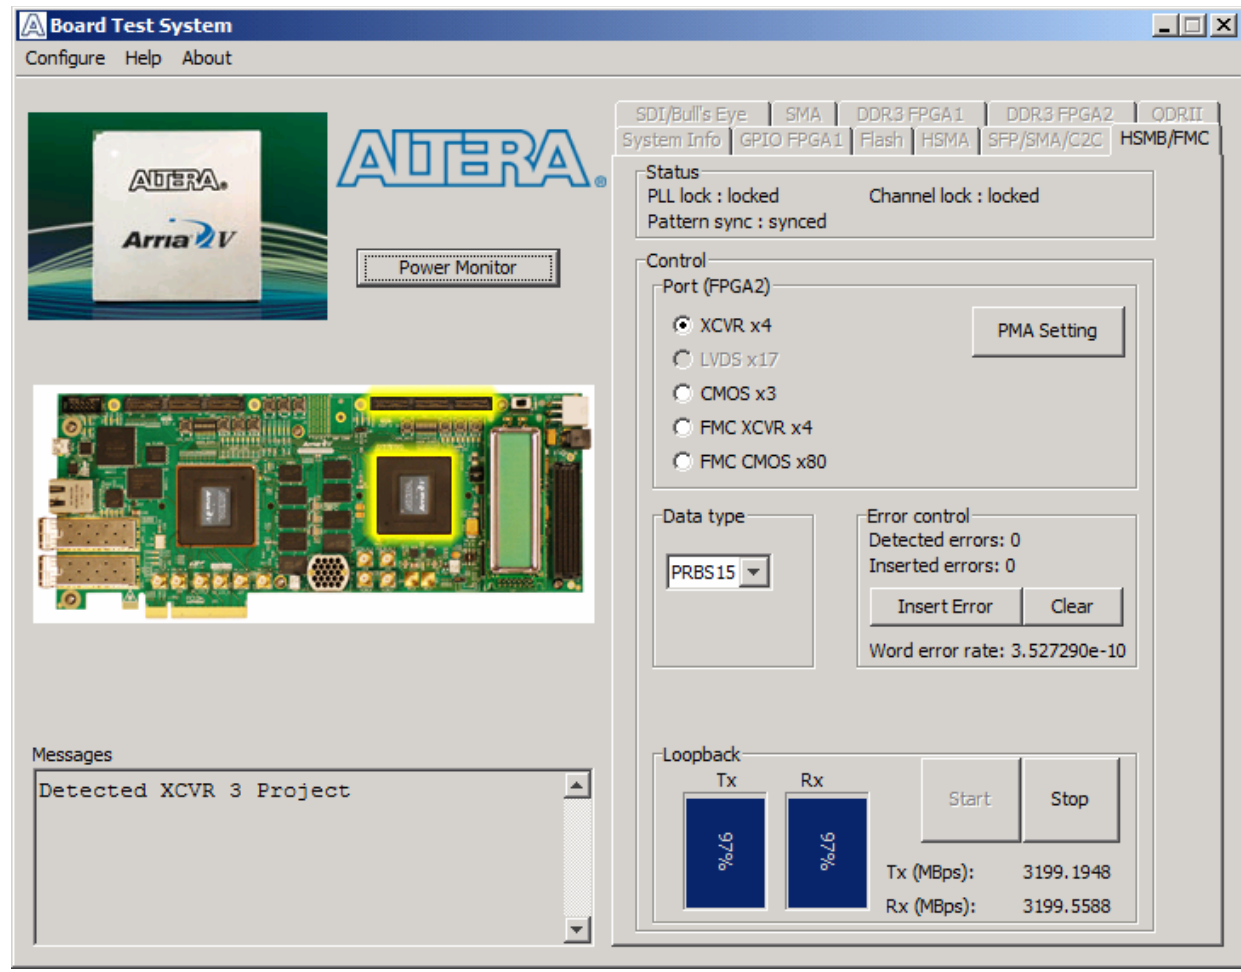 Board Test System
Configure Help About
ALTERA®
Arria V
ALTERA®
Power Monitor
SDI/Bull's Eye SMA DDR3 FPGA1 DDR3 FPGA2 QDRII
System Info GPIO FPGA1 Flash HSMA SFP/SMA/C2C HSMB/FMC
Status
PLL lock : locked Channel lock : locked
Pattern sync : synced
Control
Port (FPGA2)
XCVR x4
PMA Setting
LVDS x17
CMOS x3
FMC XCVR x4
FMC CMOS x80
Data type
PRBS15
Error control
Detected errors: 0
Inserted errors: 0
Insert Error Clear
Word error rate: 3.527290e-10
Messages
Detected XCVR 3 Project
Loopback
Tx Rx
97% 97%
Start Stop
Tx (MBps): 3199.1948
Rx (MBps): 3199.5588